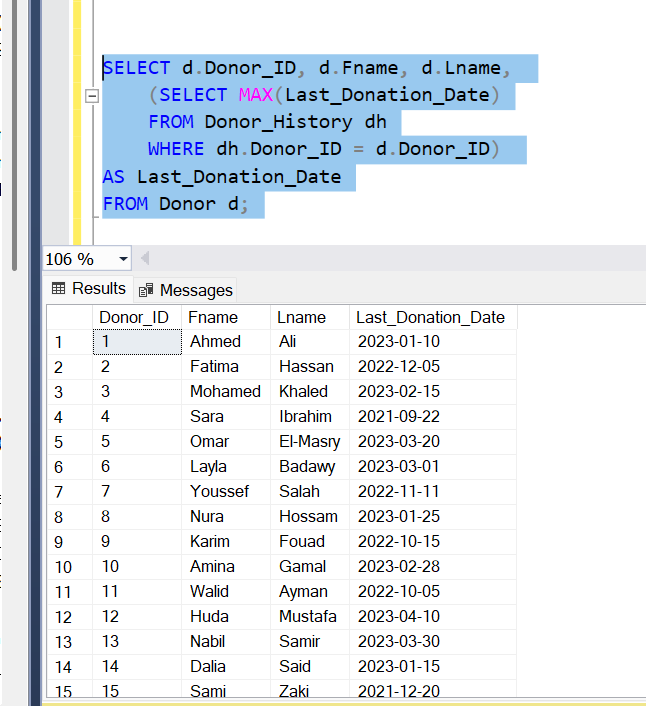 SELECT d.Donor_ID, d.Fname, d.Lname,
(SELECT MAX(Last_Donation_Date)
FROM Donor_History dh
WHERE dh.Donor_ID = d.Donor_ID)
AS Last_Donation_Date
FROM Donor d;
106 %
Results Messages
Donor_ID Fname Lname Last_Donation_Date
1 1 Ahmed Ali 2023-01-10
2 2 Fatima Hassan 2022-12-05
3 3 Mohamed Khaled 2023-02-15
4 4 Sara Ibrahim 2021-09-22
5 5 Omar El-Masry 2023-03-20
6 6 Layla Badawy 2023-03-01
7 7 Youssef Salah 2022-11-11
8 8 Nura Hossam 2023-01-25
9 9 Karim Fouad 2022-10-15
10 10 Amina Gamal 2023-02-28
11 11 Walid Ayman 2022-10-05
12 12 Huda Mustafa 2023-04-10
13 13 Nabil Samir 2023-03-30
14 14 Dalia Said 2023-01-15
15 15 Sami Zaki 2021-12-20